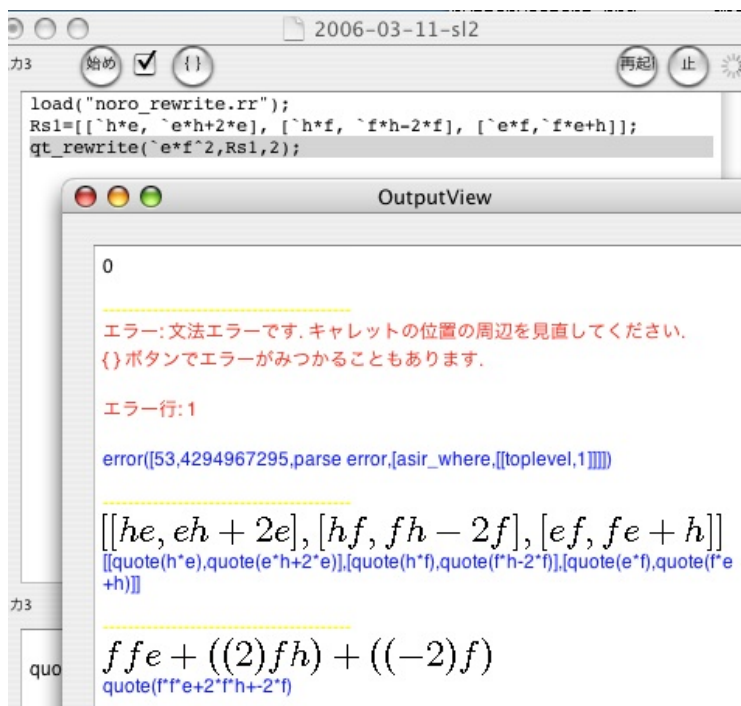 2006-03-11-sl2
力3 始め { } 再起 止
load("noro_rewrite.rr");
Rs1=[[`h*e, `e*h+2*e], [`h*f, `f*h-2*f], [`e*f,`f*e+h]];
qt_rewrite(`e*f^2,Rs1,2);
OutputView
0
エラー: 文法エラーです. キャレットの位置の周辺を見直してください.
{ } ボタンでエラーがみつかることもあります.
エラー行: 1
error([53,4294967295,parse error,[asir_where,[[toplevel,1]]]])
[[he, eh + 2e], [hf, fh − 2f], [ef, fe + h]]
[[quote(h*e),quote(e*h+2*e)],[quote(h*f),quote(f*h-2*f)],[quote(e*f),quote(f*e
+h)]]
力3
ffe + ((2)fh) + ((−2)f)
quo
quote(f*f*e+2*f*h+-2*f)